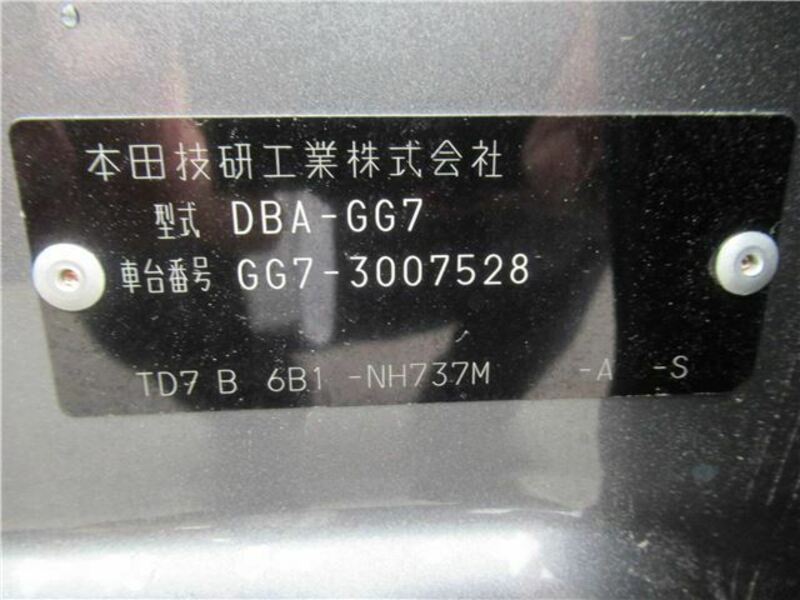 本田技研工業株式会社
型式 DBA-GG7
車台番号 GG7-3007528
TD7 B 6B1 -NH737M -A -S